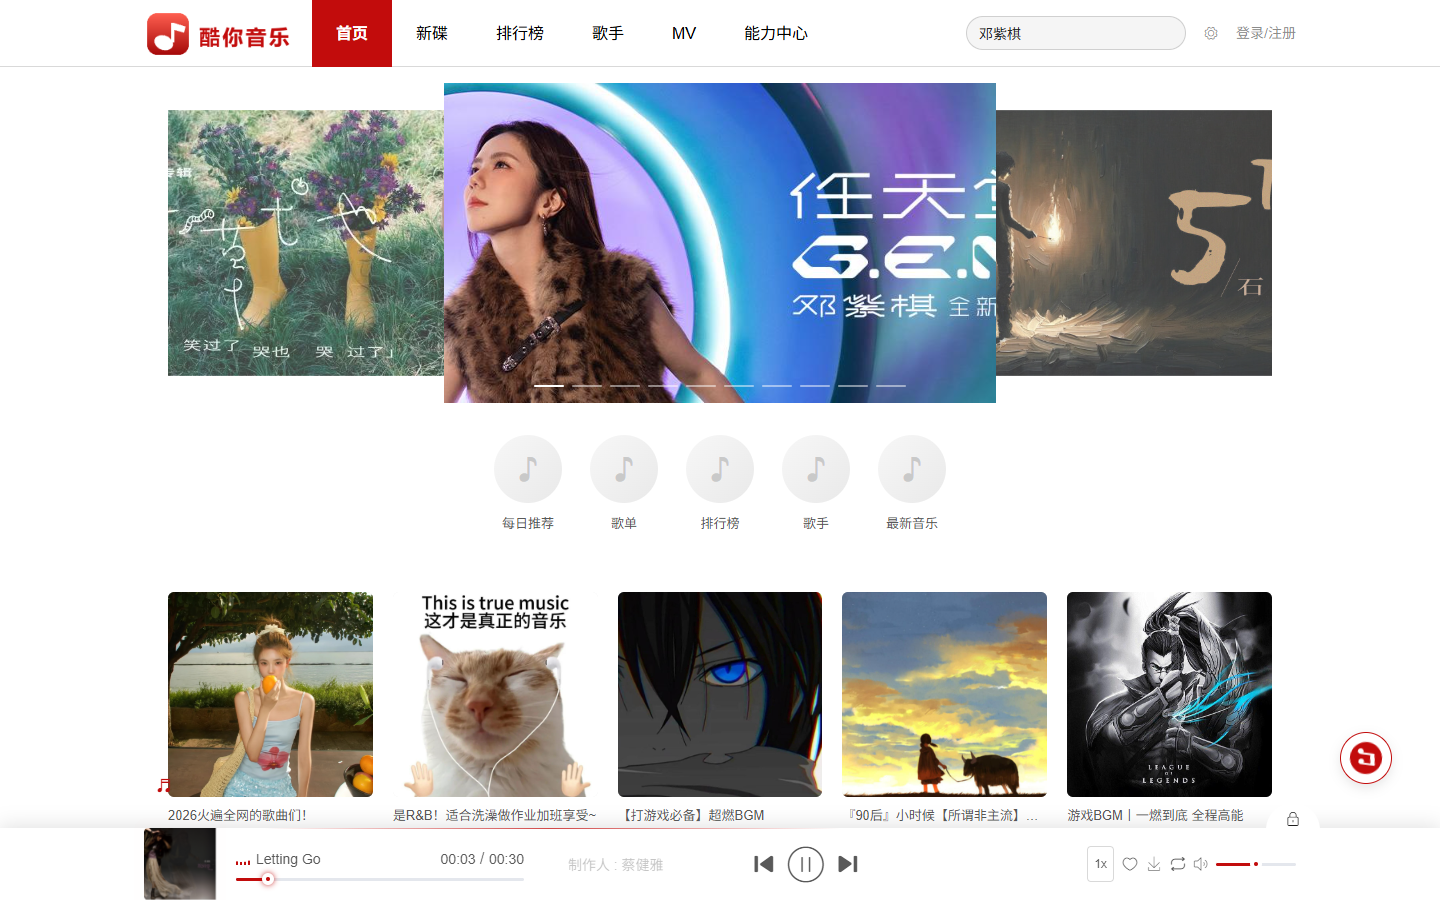 酷你音乐
首页
新碟
排行榜
歌手
MV
能力中心
邓紫棋
登录/注册
专辑
笑过了 哭也 哭 过了」
任天堂
G.E.M
邓紫棋 全新
5
石
每日推荐
歌单
排行榜
歌手
最新音乐
This is true music
这才是真正的音乐
LEAGUE
OF
LEGENDS
2026火遍全网的歌曲们!
是R&B！适合洗澡做作业加班享受~
【打游戏必备】超燃BGM
『90后』小时候【所谓非主流】...
游戏BGM丨一燃到底 全程高能
Letting Go
00:03 / 00:30
制作人 : 蔡健雅
1x